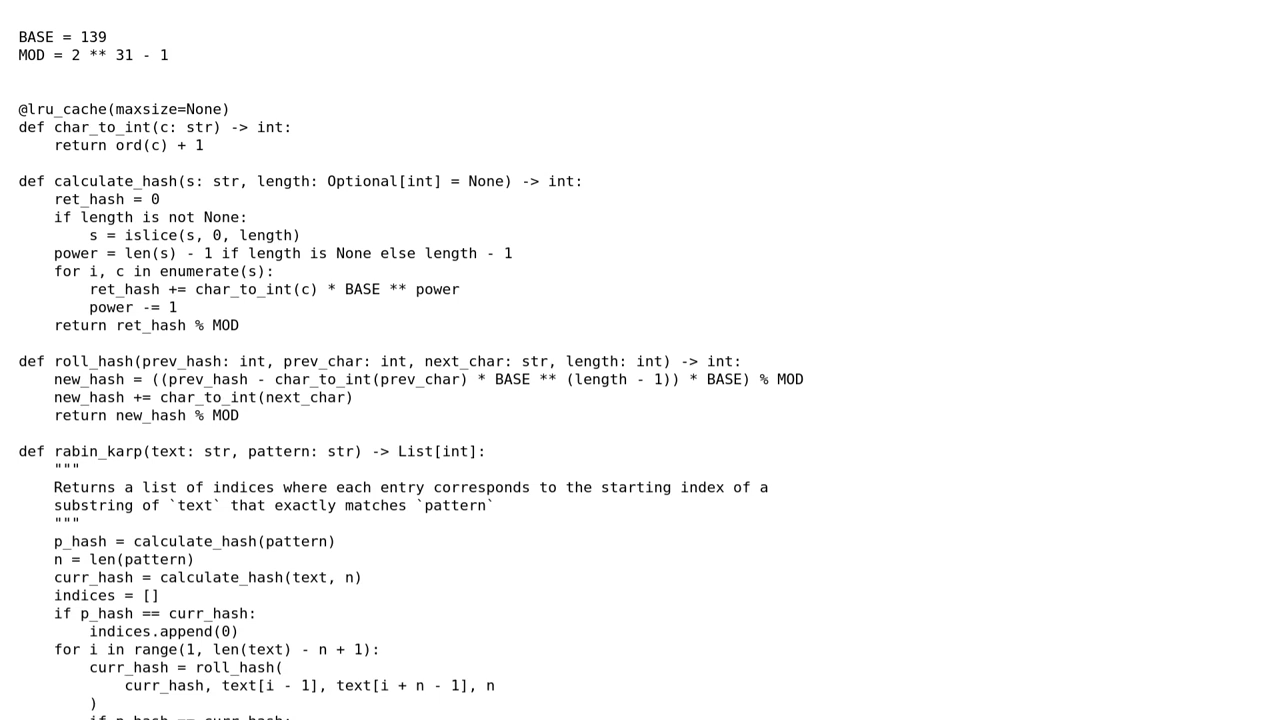 BASE = 139
MOD = 2 ** 31 - 1
@lru_cache(maxsize=None)
def char_to_int(c: str) -> int:
    return ord(c) + 1
def calculate_hash(s: str, length: Optional[int] = None) -> int:
    ret_hash = 0
    if length is not None:
        s = islice(s, 0, length)
    power = len(s) - 1 if length is None else length - 1
    for i, c in enumerate(s):
        ret_hash += char_to_int(c) * BASE ** power
        power -= 1
    return ret_hash % MOD
def roll_hash(prev_hash: int, prev_char: int, next_char: str, length: int) -> int:
    new_hash = ((prev_hash - char_to_int(prev_char) * BASE ** (length - 1)) * BASE) % MOD
    new_hash += char_to_int(next_char)
    return new_hash % MOD
def rabin_karp(text: str, pattern: str) -> List[int]:
    """
    Returns a list of indices where each entry corresponds to the starting index of a
    substring of `text` that exactly matches `pattern`
    """
    p_hash = calculate_hash(pattern)
    n = len(pattern)
    curr_hash = calculate_hash(text, n)
    indices = []
    if p_hash == curr_hash:
        indices.append(0)
    for i in range(1, len(text) - n + 1):
        curr_hash = roll_hash(
            curr_hash, text[i - 1], text[i + n - 1], n
        )
        if p_hash == curr_hash: